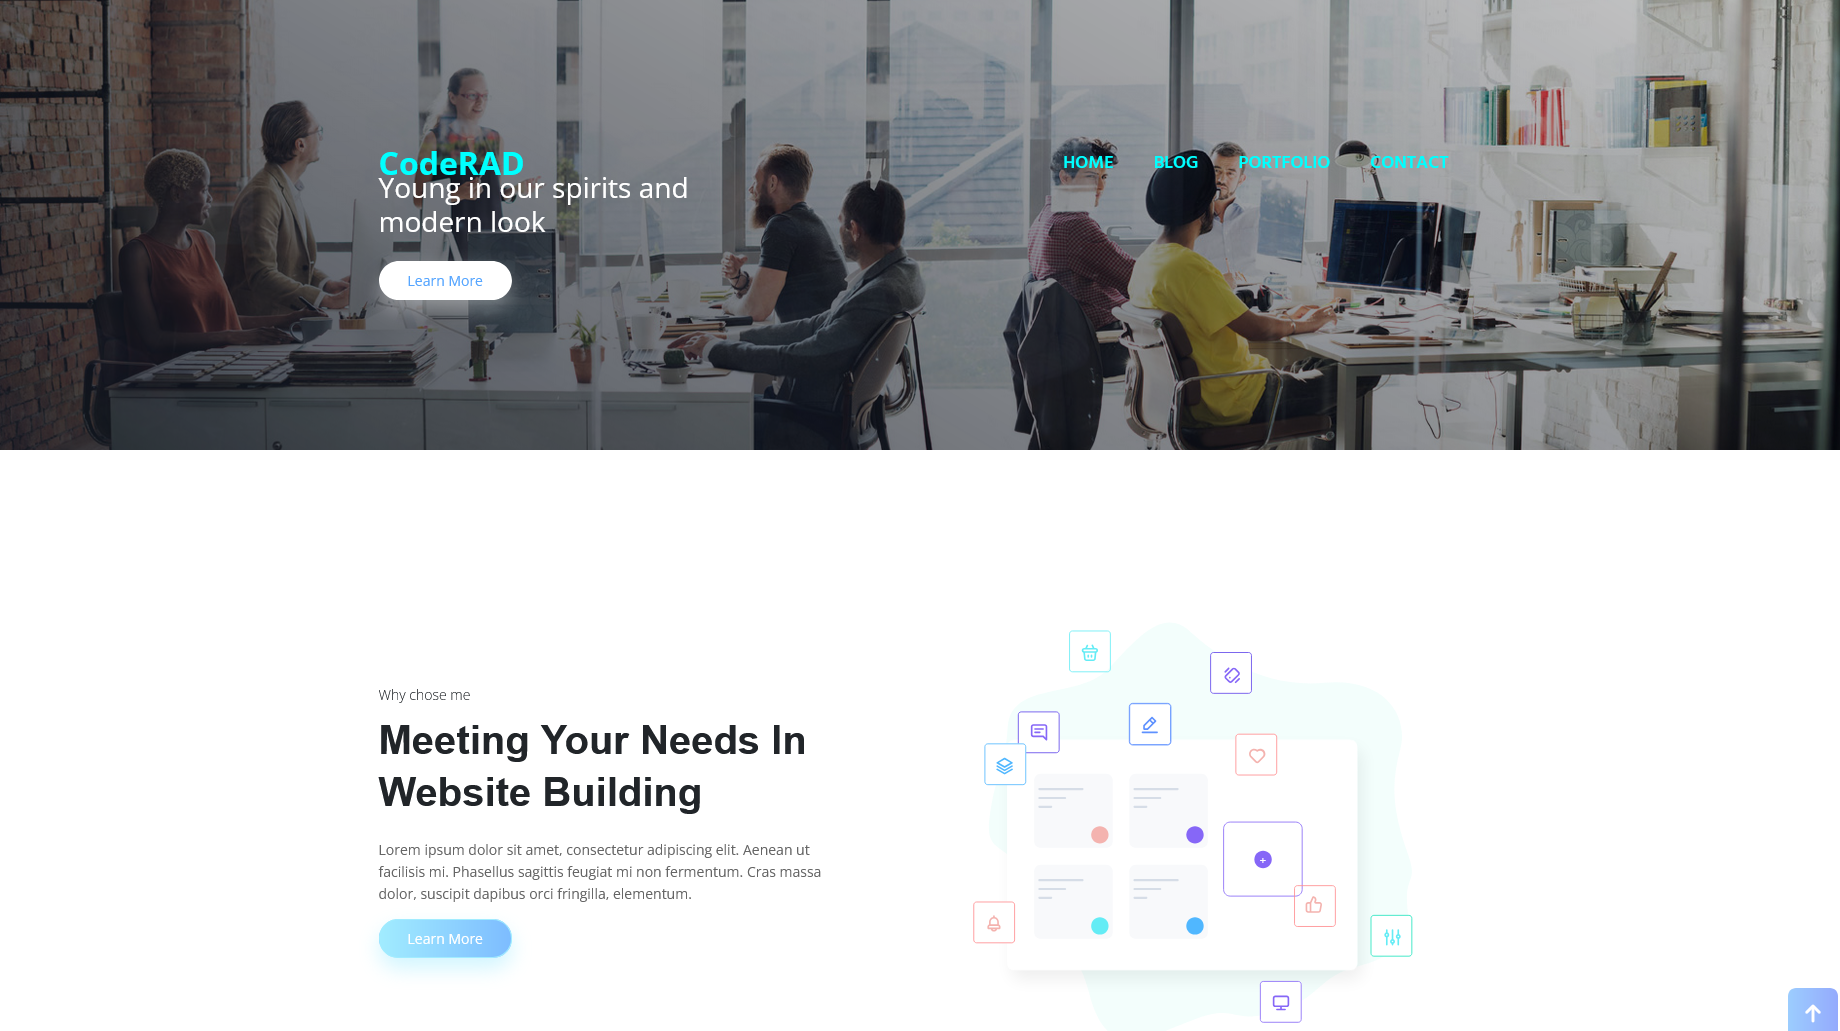 CodeRAD
HOME
BLOG
PORTFOLIO
CONTACT
Young in our spirits and
modern look
Learn More
Why chose me
Meeting Your Needs In
Website Building
Lorem ipsum dolor sit amet, consectetur adipiscing elit. Aenean ut
facilisis mi. Phasellus sagittis feugiat mi non fermentum. Cras massa
dolor, suscipit dapibus orci fringilla, elementum.
Learn More